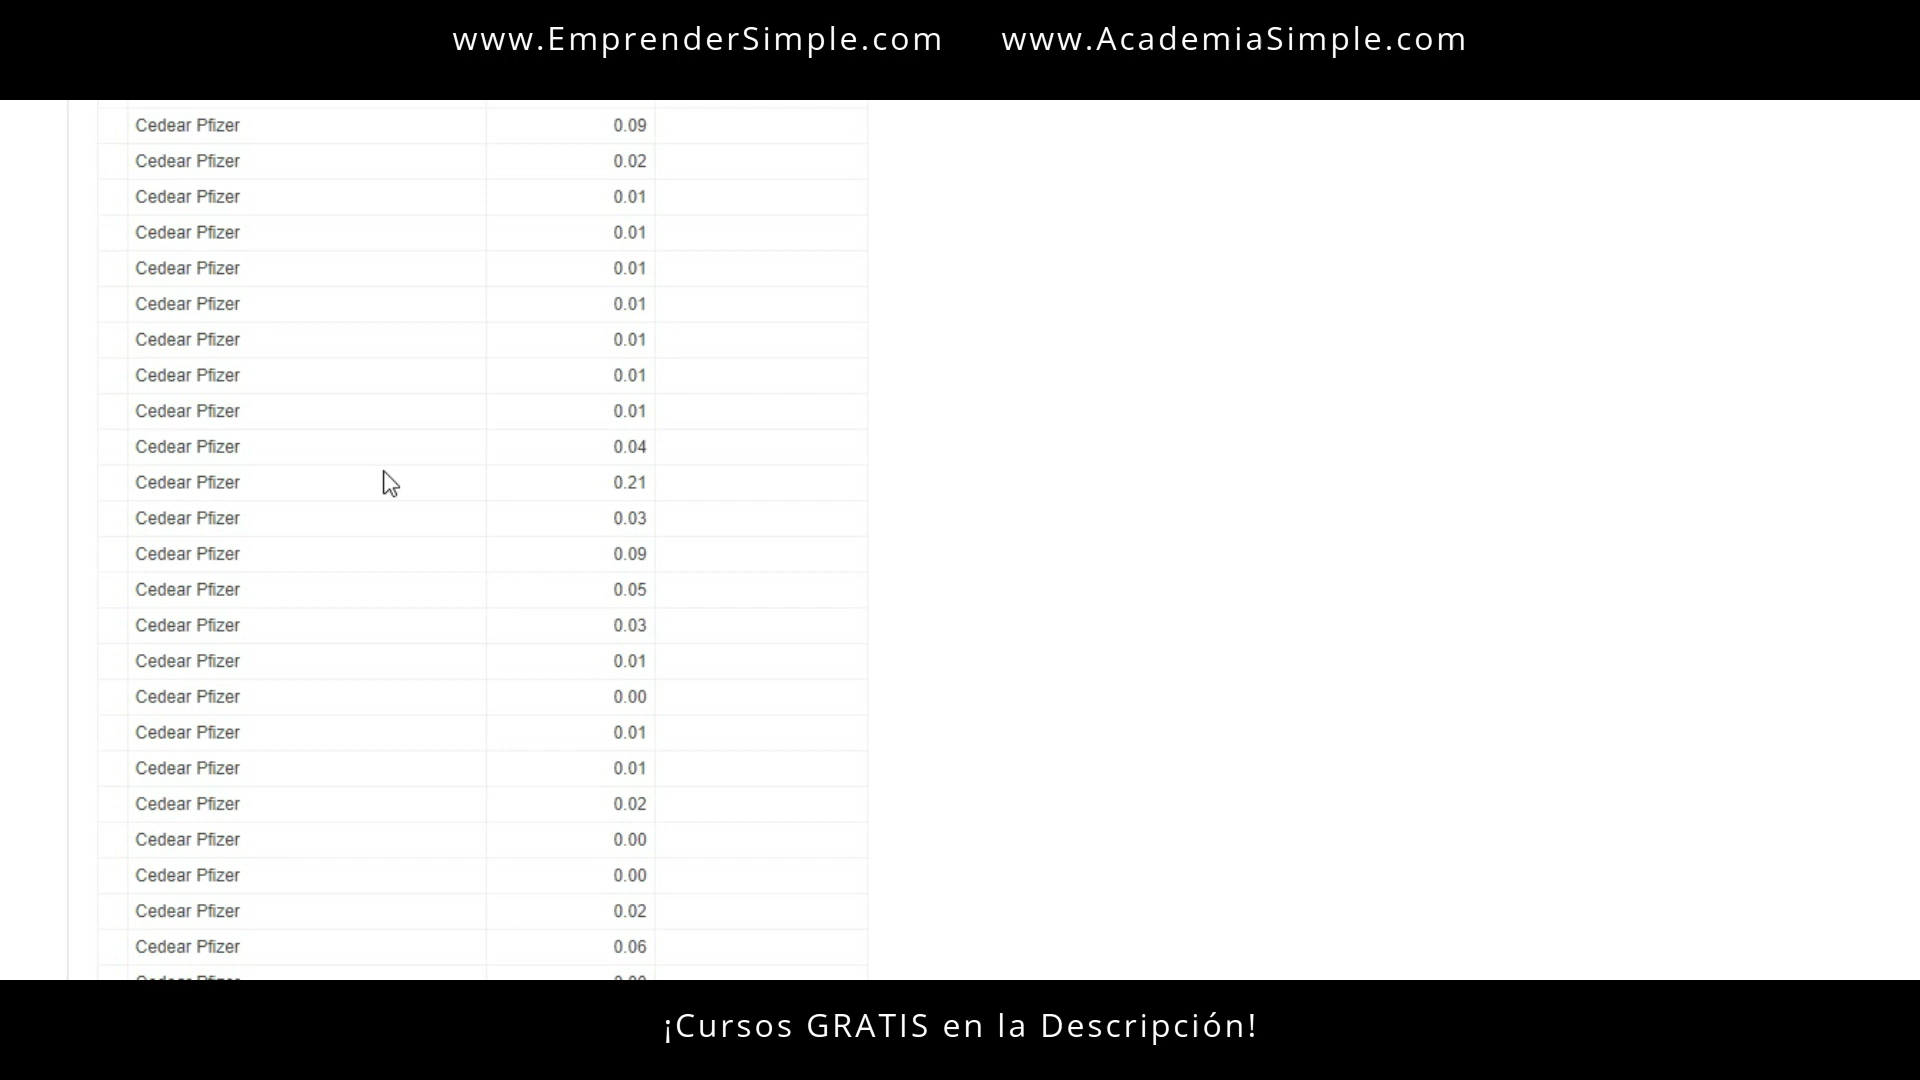 www.EmprenderSimple.com www.AcademiaSimple.com
Cedear Pfizer 0.09
Cedear Pfizer 0.02
Cedear Pfizer 0.01
Cedear Pfizer 0.01
Cedear Pfizer 0.01
Cedear Pfizer 0.01
Cedear Pfizer 0.01
Cedear Pfizer 0.01
Cedear Pfizer 0.01
Cedear Pfizer 0.04
Cedear Pfizer 0.21
Cedear Pfizer 0.03
Cedear Pfizer 0.09
Cedear Pfizer 0.05
Cedear Pfizer 0.03
Cedear Pfizer 0.01
Cedear Pfizer 0.00
Cedear Pfizer 0.01
Cedear Pfizer 0.01
Cedear Pfizer 0.02
Cedear Pfizer 0.00
Cedear Pfizer 0.00
Cedear Pfizer 0.02
Cedear Pfizer 0.06
¡Cursos GRATIS en la Descripción!